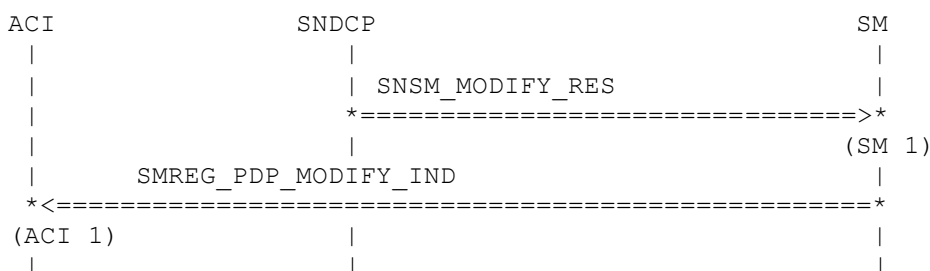 ACI SNDCP SM
| | |
| | SNSM_MODIFY_RES |
| *===============================>*
| | (SM 1)
| SMREG_PDP_MODIFY_IND |
*<===================================================*
(ACI 1) | |
| | |